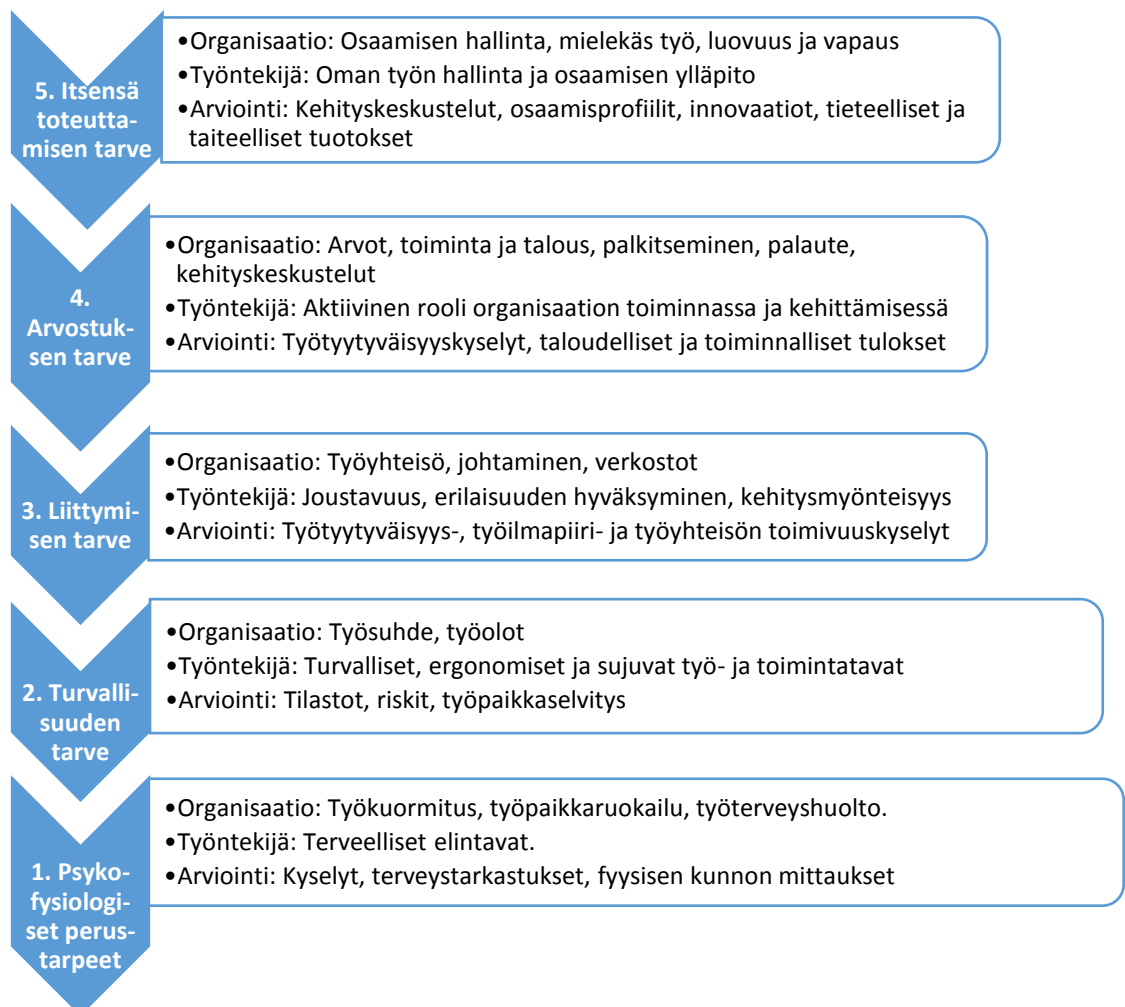 5. Itsensä
toteutta-
misen tarve
•Organisaatio: Osaamisen hallinta, mielekäs työ, luovuus ja vapaus
•Työntekijä: Oman työn hallinta ja osaamisen ylläpito
•Arviointi: Kehityskeskustelut, osaamisprofiilit, innovaatiot, tieteelliset ja
taiteelliset tuotokset
4.
Arvostuk-
sen tarve
•Organisaatio: Arvot, toiminta ja talous, palkitseminen, palaute,
kehityskeskustelut
•Työntekijä: Aktiivinen rooli organisaation toiminnassa ja kehittämisessä
•Arviointi: Työtyytyväisyyskyselyt, taloudelliset ja toiminnalliset tulokset
3. Liittymi-
sen tarve
•Organisaatio: Työyhteisö, johtaminen, verkostot
•Työntekijä: Joustavuus, erilaisuuden hyväksyminen, kehitysmyönteisyys
•Arviointi: Työtyytyväisyys-, työilmapiiri- ja työyhteisön toimivuuskyselyt
2. Turvalli-
suuden
tarve
•Organisaatio: Työsuhde, työolot
•Työntekijä: Turvalliset, ergonomiset ja sujuvat työ- ja toimintatavat
•Arviointi: Tilastot, riskit, työpaikkaselvitys
1. Psyko-
fysiologi-
set perus-
tarpeet
•Organisaatio: Työkuormitus, työpaikkaruokailu, työterveyshuolto.
•Työntekijä: Terveelliset elintavat.
•Arviointi: Kyselyt, terveystarkastukset, fyysisen kunnon mittaukset